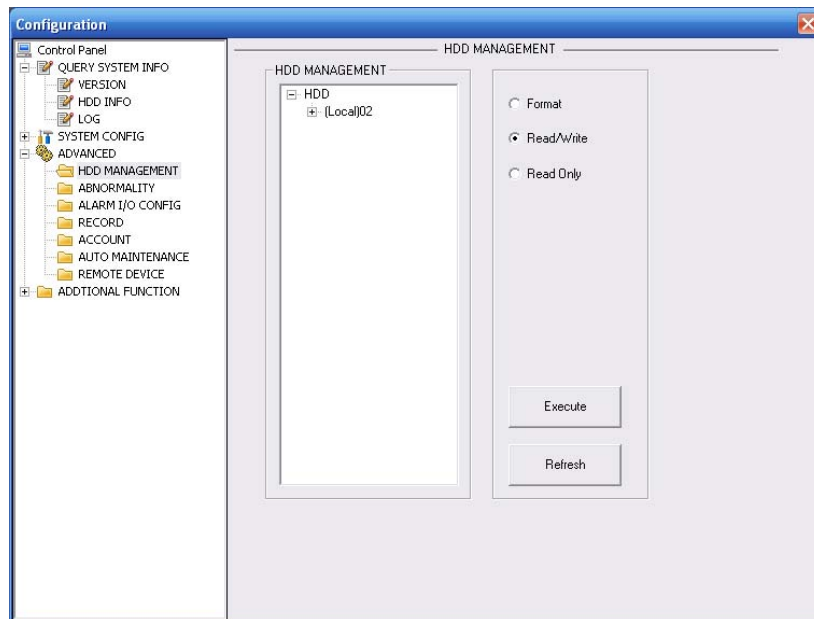 Configuration
Control Panel
QUERY SYSTEM INFO
VERSION
HDD INFO
LOG
SYSTEM CONFIG
ADVANCED
HDD MANAGEMENT
ABNORMALITY
ALARM I/O CONFIG
RECORD
ACCOUNT
AUTO MAINTENANCE
REMOTE DEVICE
ADDTIONAL FUNCTION
HDD MANAGEMENT
HDD MANAGEMENT
HDD
(Local)02
Format
Read/Write
Read Only
Execute
Refresh